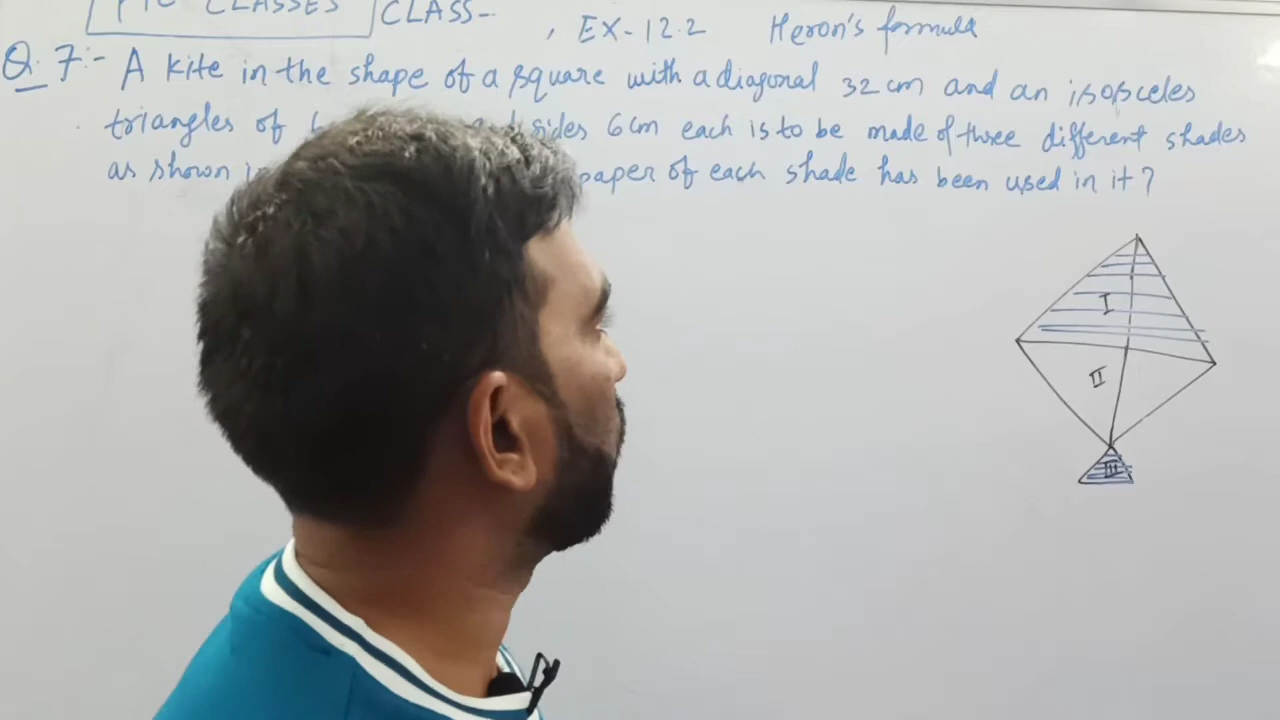 CLASSES CLASS- , EX-12.2 Heron's formula
Q.7:- A kite in the shape of a square with a diagonal 32 cm and an isosceles
triangles of sides 6cm each is to be made of three different shades
as shown paper of each shade has been used in it?
I
II
III